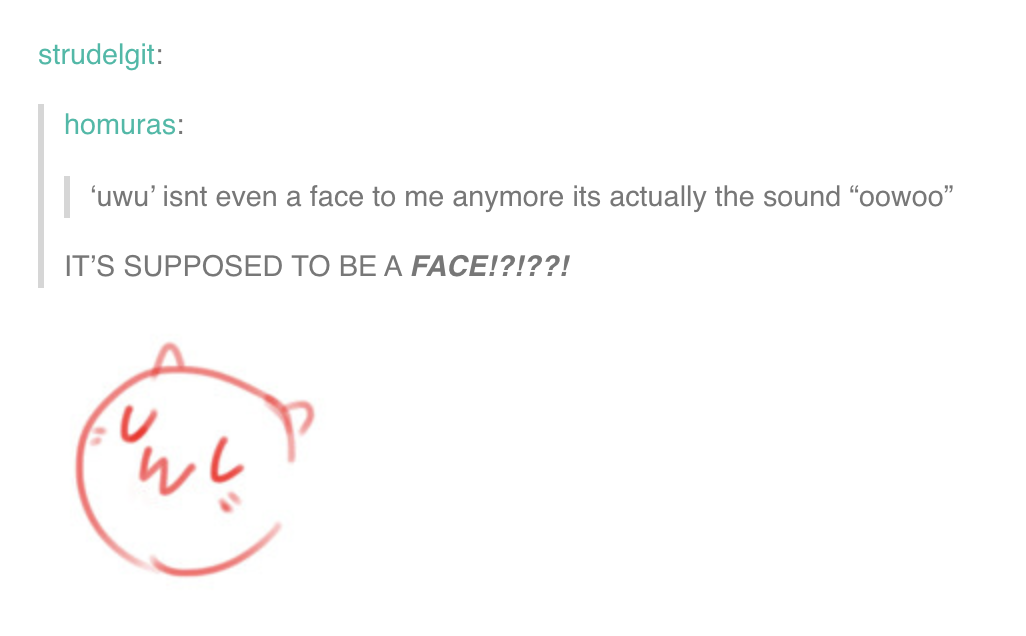 strudelgit:
homuras:
‘uwu’ isnt even a face to me anymore its actually the sound “oowoo”
IT’S SUPPOSED TO BE A FACE!?!??!
u w u